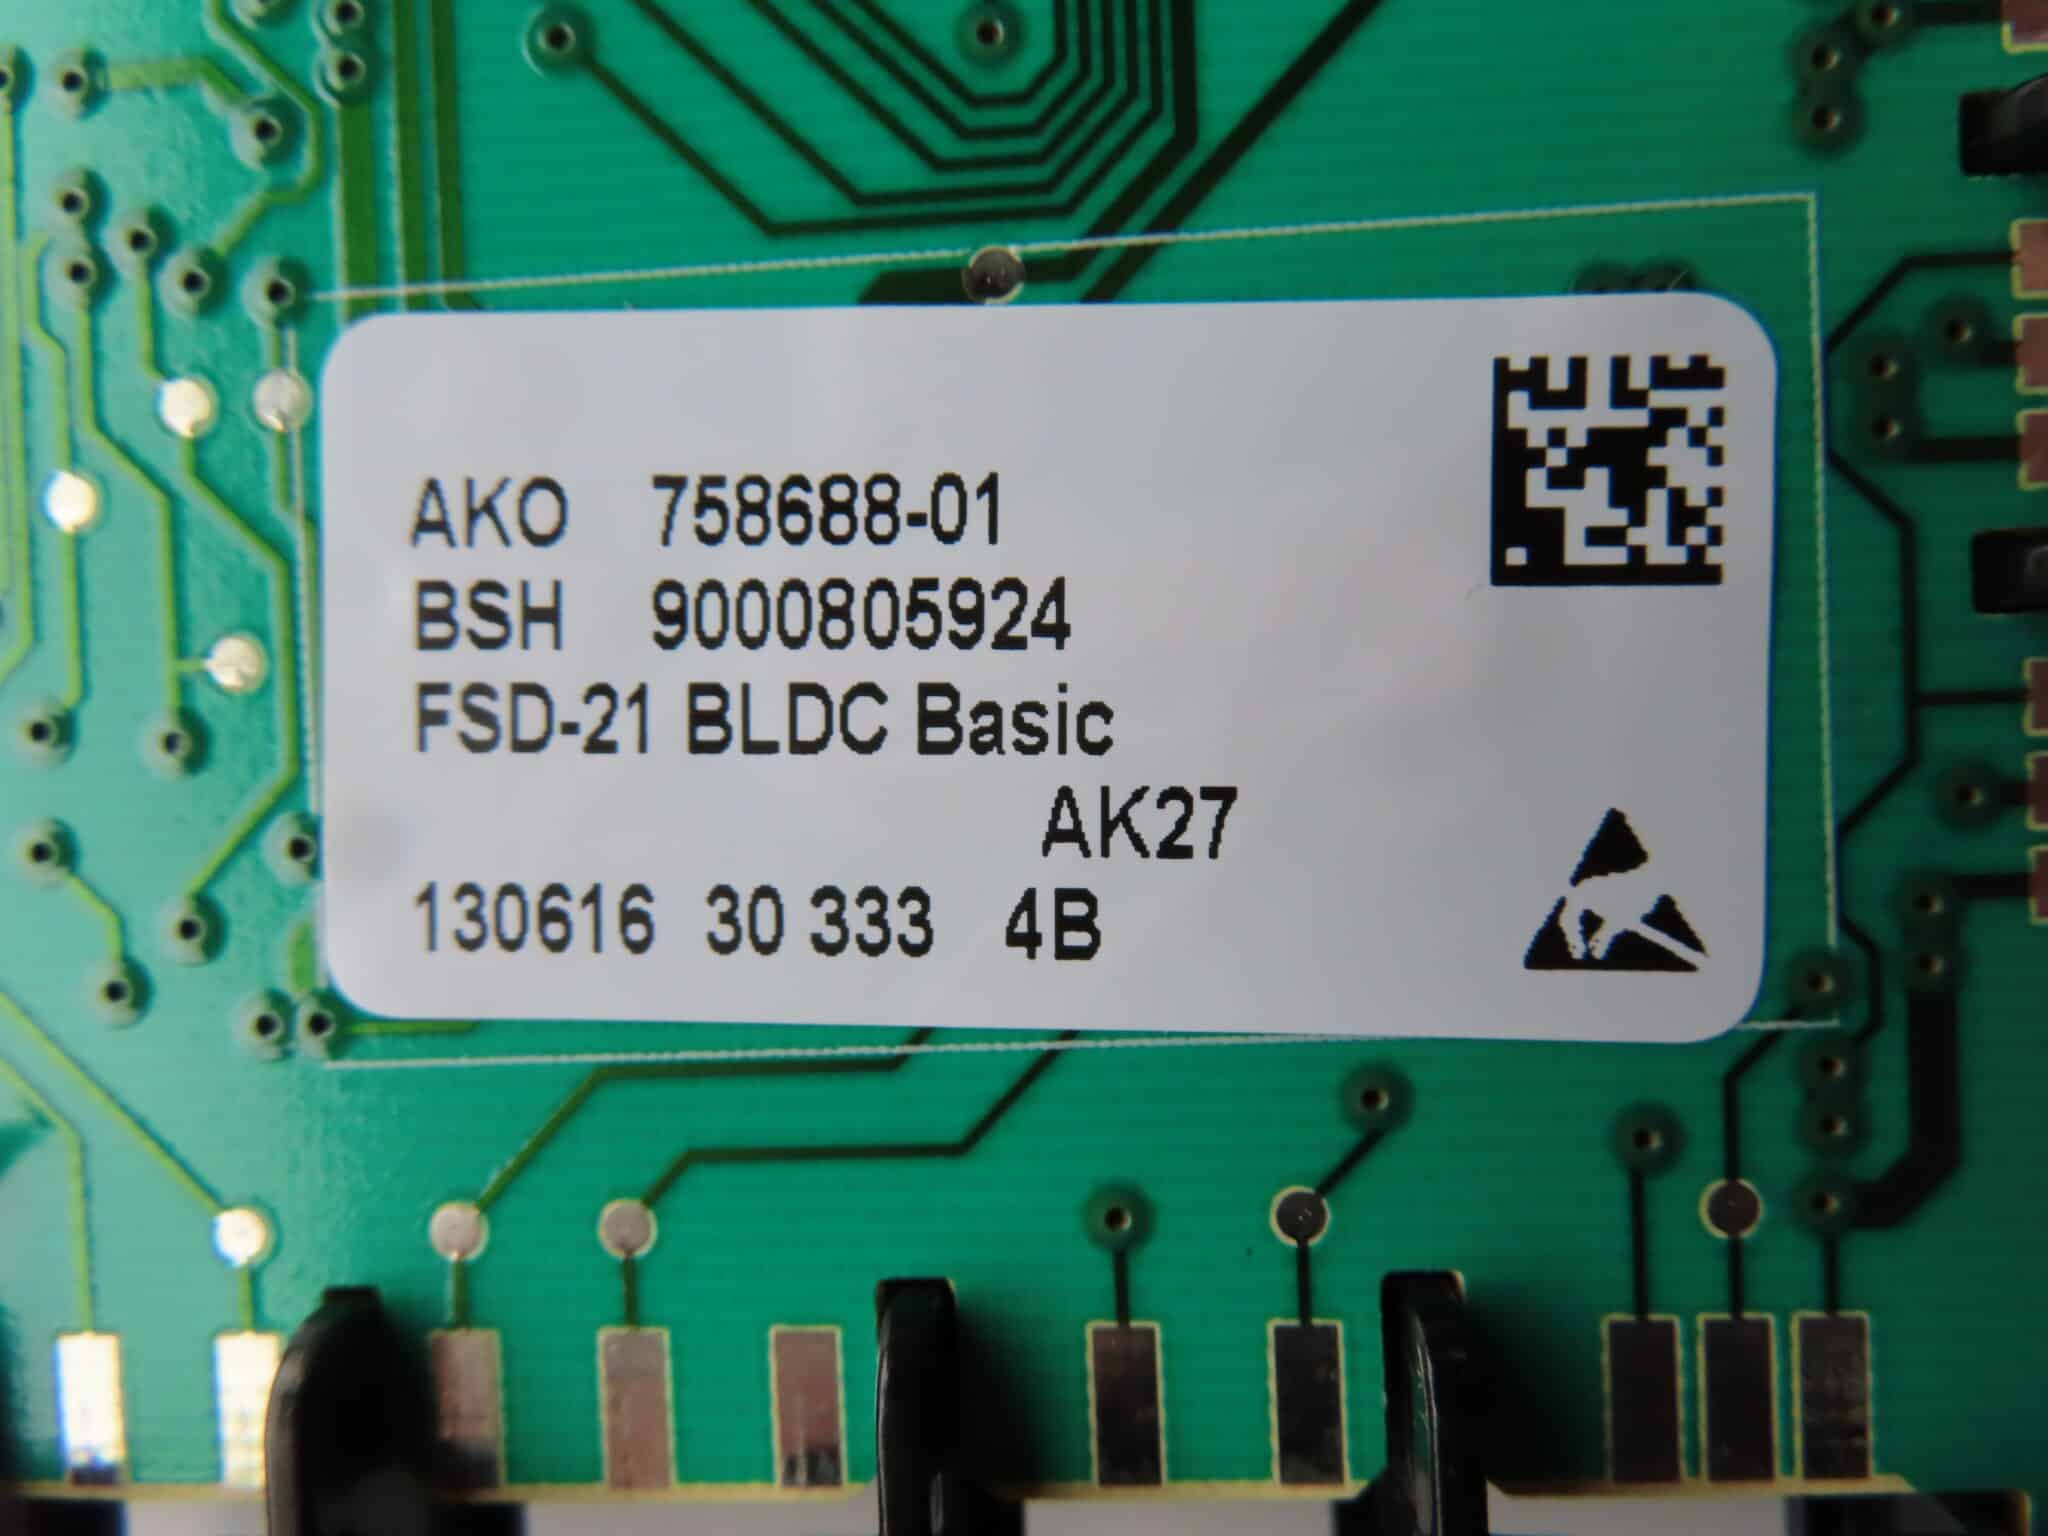 AKO 758688-01
BSH 9000805924
FSD-21 BLDC Basic
AK27
130616 30 333 4B